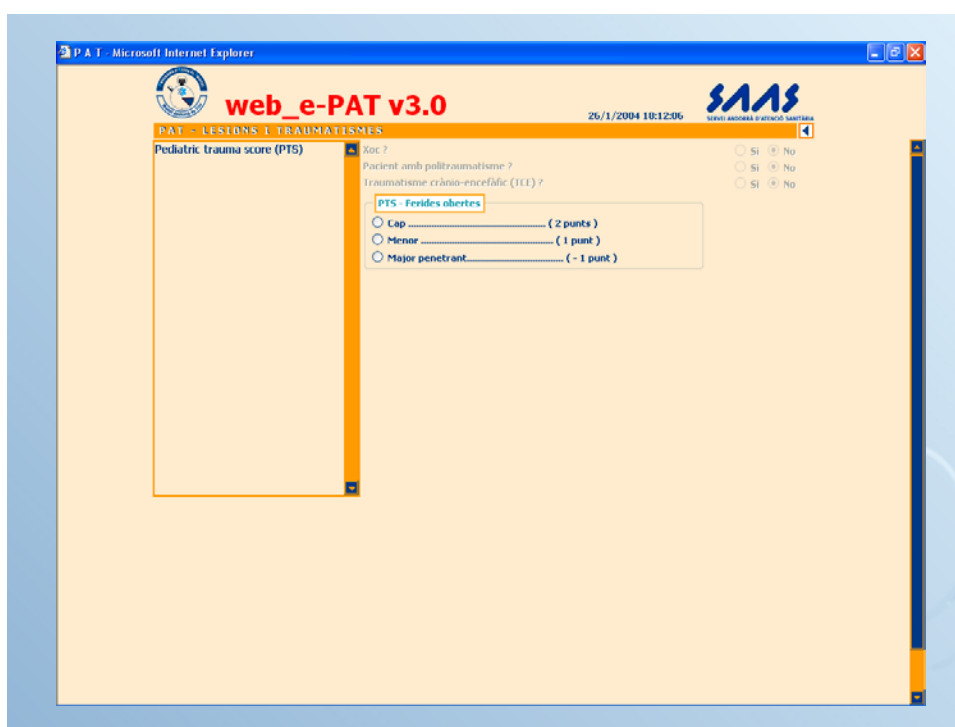 P A T - Microsoft Internet Explorer
web_e-PAT v3.0
26/1/2004 10:12:06
SAAS
SERVEI ANDORRÀ D'ATENCIÓ SANITÀRIA
PAT - LESIONS I TRAUMATISMES
Pediatric trauma score (PTS)
Xoc ? Si No
Pacient amb politraumatisme ? Si No
Traumatisme crànio-encefàlic (TCE) ? Si No
PTS - Ferides obertes
Cap ................................................ ( 2 punts )
Menor .............................................. ( 1 punt )
Major penetrant.................................. ( - 1 punt )